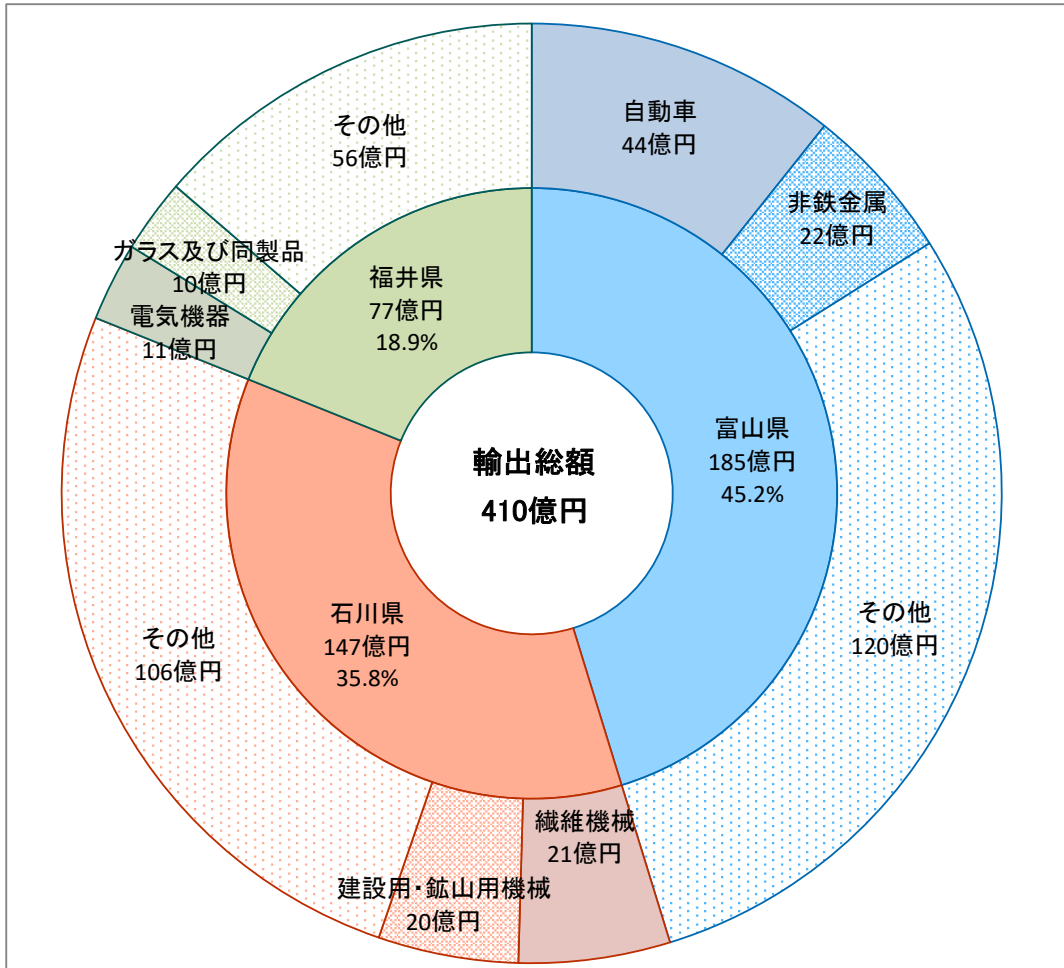 輸出総額
410億円
富山県
185億円
45.2%
自動車
44億円
非鉄金属
22億円
その他
120億円
石川県
147億円
35.8%
繊維機械
21億円
建設用・鉱山用機械
20億円
その他
106億円
福井県
77億円
18.9%
電気機器
11億円
ガラス及び同製品
10億円
その他
56億円